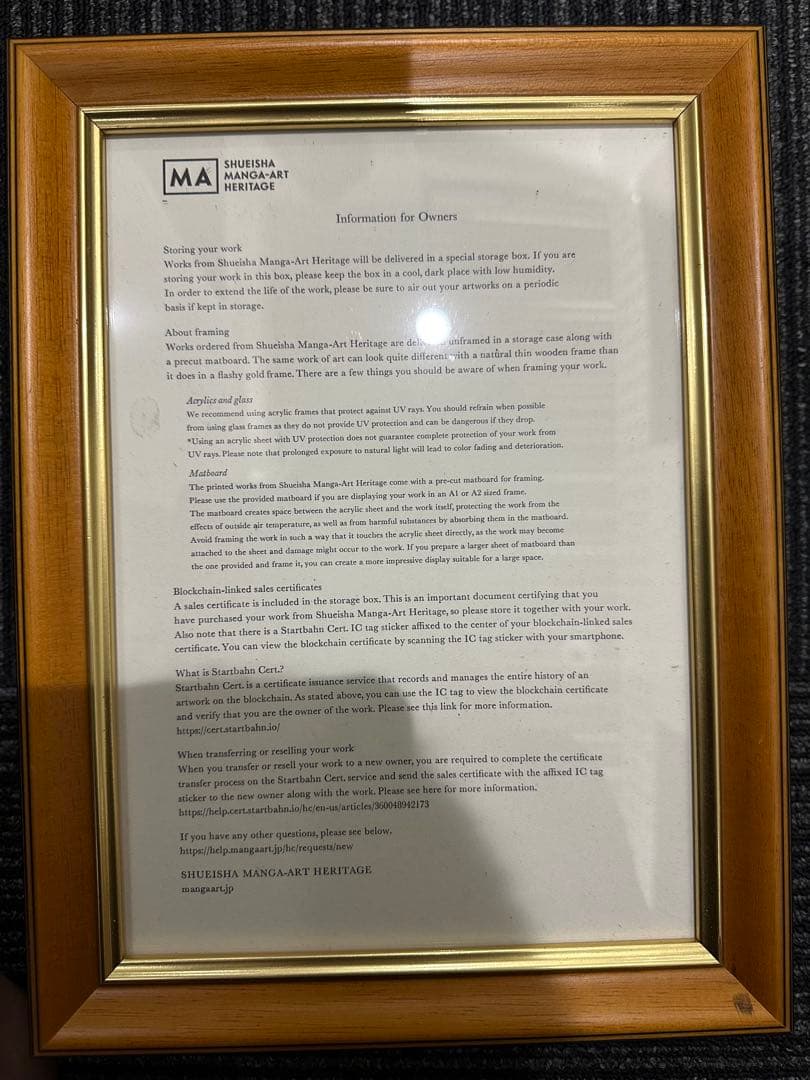 MA
SHUEISHA
MANGA-ART
HERITAGE
Information for Owners
Storing your work
Works from Shueisha Manga-Art Heritage will be delivered in a special storage box. If you are
storing your work in this box, please keep the box in a cool, dark place with low humidity.
In order to extend the life of the work, please be sure to air out your artworks on a periodic
basis if kept in storage.
About framing
Works ordered from Shueisha Manga-Art Heritage are unframed in a storage case along with
a precut matboard. The same work of art can look quite different with a natural thin wooden frame than
it does in a flashy gold frame. There are a few things you should be aware of when framing your work.
Acrylics and glass
We recommend using acrylic frames that protect against UV rays. You should refrain when possible
from using glass frames as they do not provide UV protection and can be dangerous if they drop.
*Using an acrylic sheet with UV protection does not guarantee complete protection of your work from
UV rays. Please note that prolonged exposure to natural light will lead to color fading and deterioration.
Matboard
The printed works from Shueisha Manga-Art Heritage come with a pre-cut matboard for framing.
Please use the provided matboard if you are displaying your work in an A1 or A2 sized frame.
The matboard creates space between the acrylic sheet and the work itself, protecting the work from the
effects of outside air temperature, as well as from harmful substances by absorbing them in the matboard.
Avoid framing the work in such a way that it touches the acrylic sheet directly, as the work may become
attached to the sheet and damage might occur to the work. If you prepare a larger sheet of matboard than
the one provided and frame it, you can create a more impressive display suitable for a large space.
Blockchain-linked sales certificates
A sales certificate is included in the storage box. This is an important document certifying that you
have purchased your work from Shueisha Manga-Art Heritage, so please store it together with your work.
Also note that there is a Startbahn Cert. IC tag sticker affixed to the center of your blockchain-linked sales
certificate. You can view the blockchain certificate by scanning the IC tag sticker with your smartphone.
What is Startbahn Cert.?
Startbahn Cert. is a certificate issuance service that records and manages the entire history of an
artwork on the blockchain. As stated above, you can use the IC tag to view the blockchain certificate
and verify that you are the owner of the work. Please see this link for more information.
https://cert.startbahn.io/
When transferring or reselling your work
When you transfer or resell your work to a new owner, you are required to complete the certificate
transfer process on the Startbahn Cert. service and send the sales certificate with the affixed IC tag
sticker to the new owner along with the work. Please see here for more information.
https://help.cert.startbahn.io/hc/en-us/articles/360048942173
If you have any other questions, please see below.
https://help.mangaart.jp/hc/requests/new
SHUEISHA MANGA-ART HERITAGE
mangaart.jp